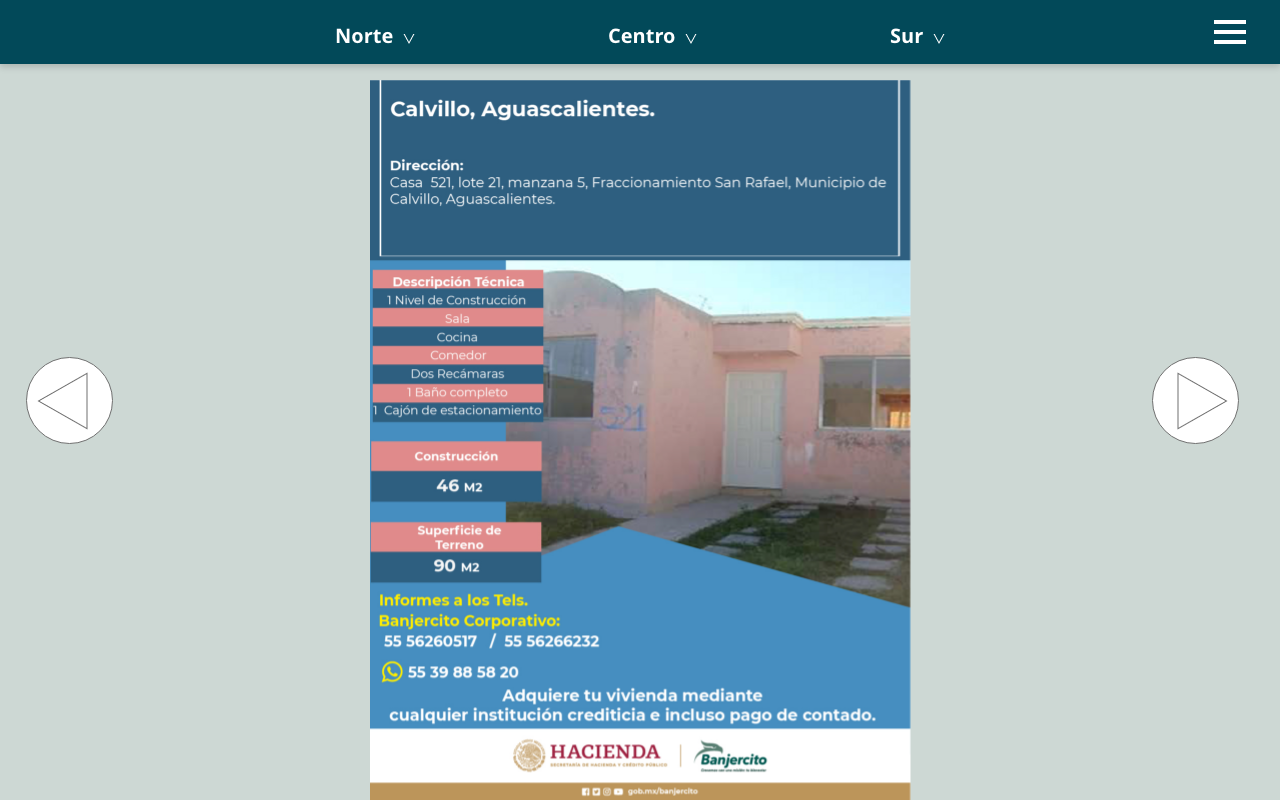 Norte
Centro
Sur
Calvillo, Aguascalientes.
Dirección:
Casa 521, lote 21, manzana 5, Fraccionamiento San Rafael, Municipio de
Calvillo, Aguascalientes.
Descripción Técnica
1 Nivel de Construcción
Sala
Cocina
Comedor
Dos Recámaras
1 Baño completo
1 Cajón de estacionamiento
521
Construcción
46 M2
Superficie de
Terreno
90 M2
Informes a los Tels.
Banjercito Corporativo:
55 56260517 / 55 56266232
55 39 88 58 20
Adquiere tu vivienda mediante
cualquier institución crediticia e incluso pago de contado.
HACIENDA
SECRETARÍA DE HACIENDA Y CRÉDITO PÚBLICO
Banjercito
gob.mx/banjercito